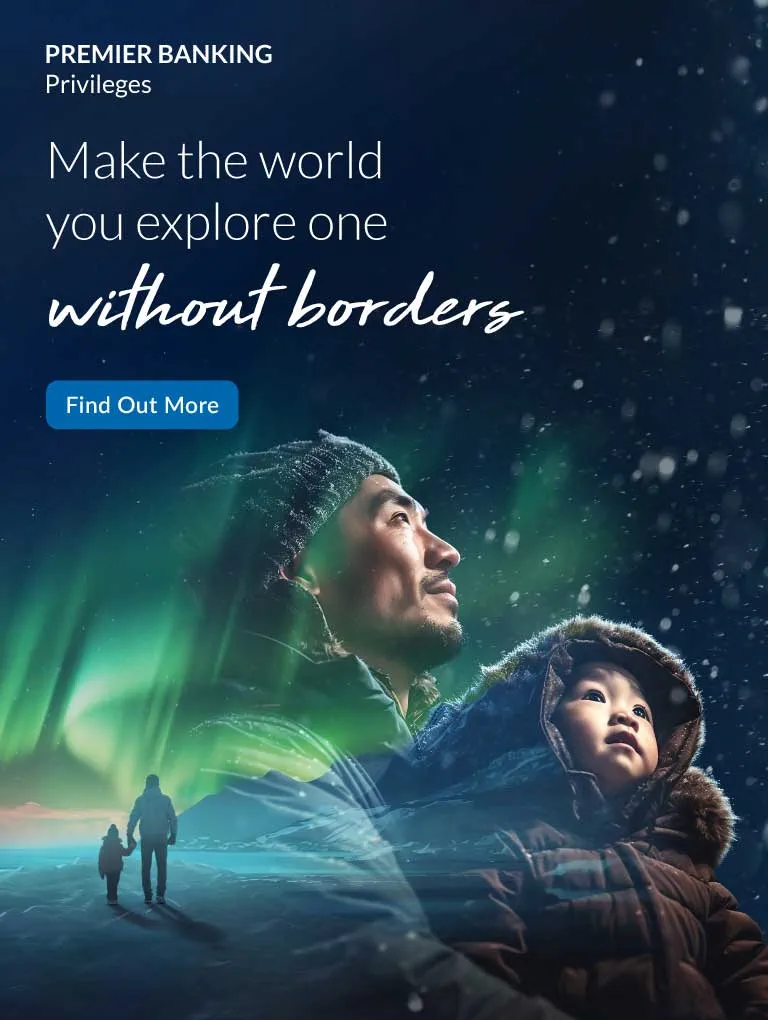 PREMIER BANKING
Privileges
Make the world
you explore one
without borders
Find Out More